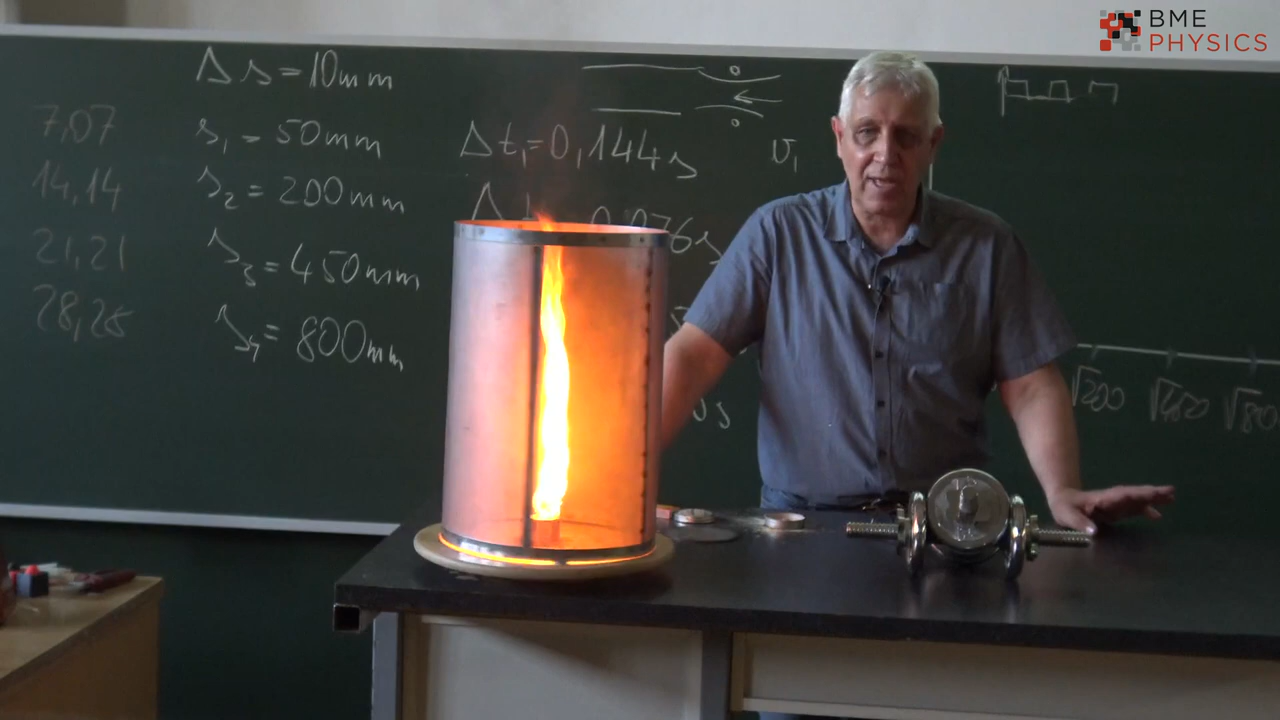 BME
PHYSICS
7,07
14,14
21,21
28,28
Δs = 10mm
s₁ = 50mm
s₂ = 200mm
s₃ = 450mm
s₄ = 800mm
Δt₁ = 0,144s
v₁
√200
√450
√800